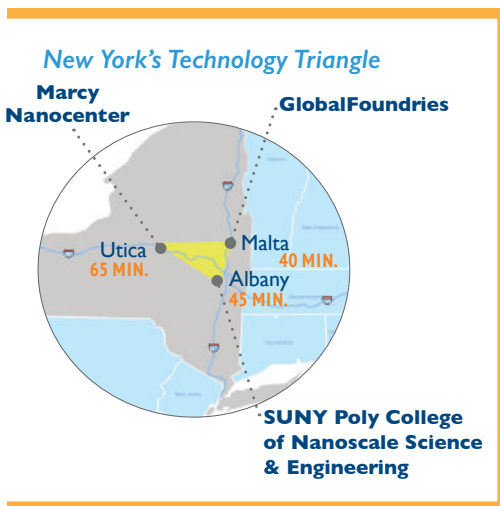 New York's Technology Triangle
Marcy
Nanocenter
GlobalFoundries
Utica
65 MIN.
Malta
40 MIN.
Albany
45 MIN.
SUNY Poly College
of Nanoscale Science
& Engineering